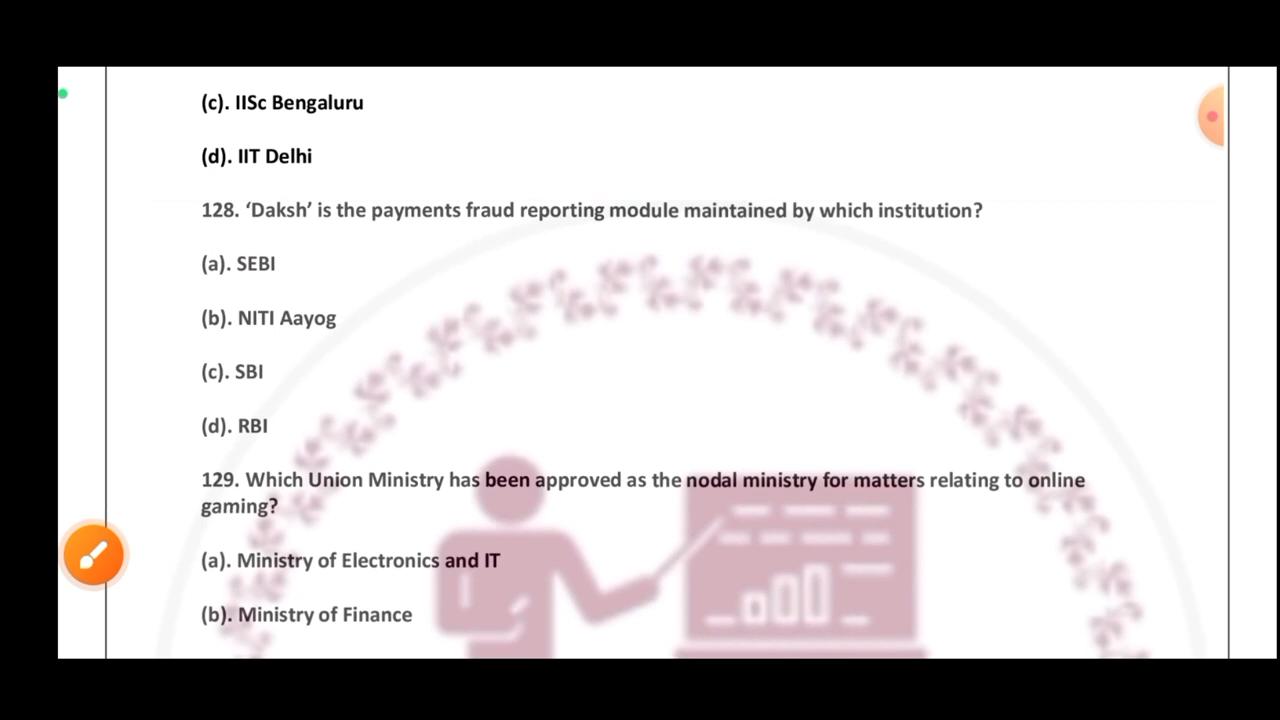 (c). IISc Bengaluru
(d). IIT Delhi
128. ‘Daksh’ is the payments fraud reporting module maintained by which institution?
(a). SEBI
(b). NITI Aayog
(c). SBI
(d). RBI
129. Which Union Ministry has been approved as the nodal ministry for matters relating to online
gaming?
(a). Ministry of Electronics and IT
(b). Ministry of Finance